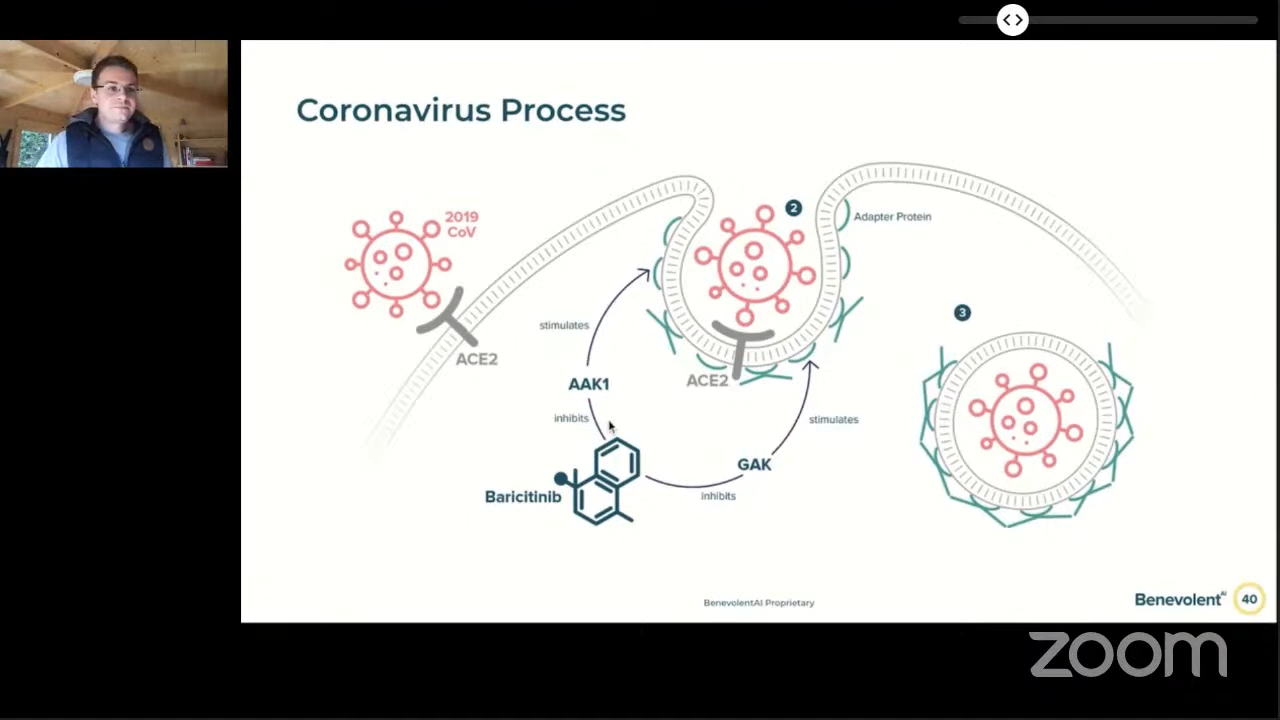 Coronavirus Process
2019
CoV
2
Adapter Protein
3
stimulates
ACE2
AAK1
ACE2
inhibits
stimulates
GAK
Baricitinib
inhibits
BenevolentAI Proprietary
Benevolent AI
40
zoom